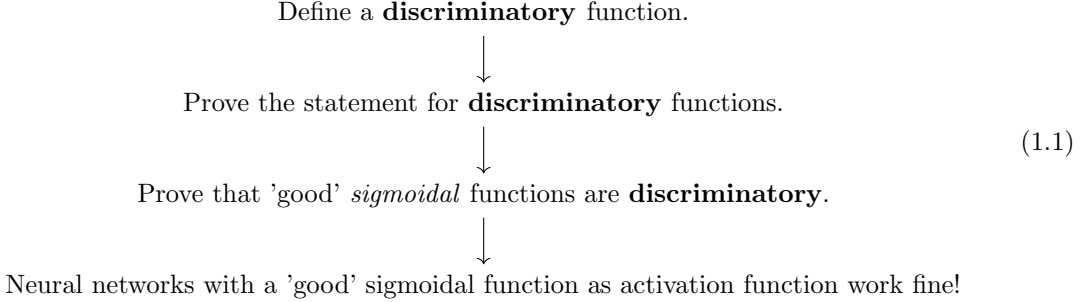 Define a discriminatory function.
Prove the statement for discriminatory functions.
(1.1)
Prove that 'good' sigmoidal functions are discriminatory.
Neural networks with a 'good' sigmoidal function as activation function work fine!